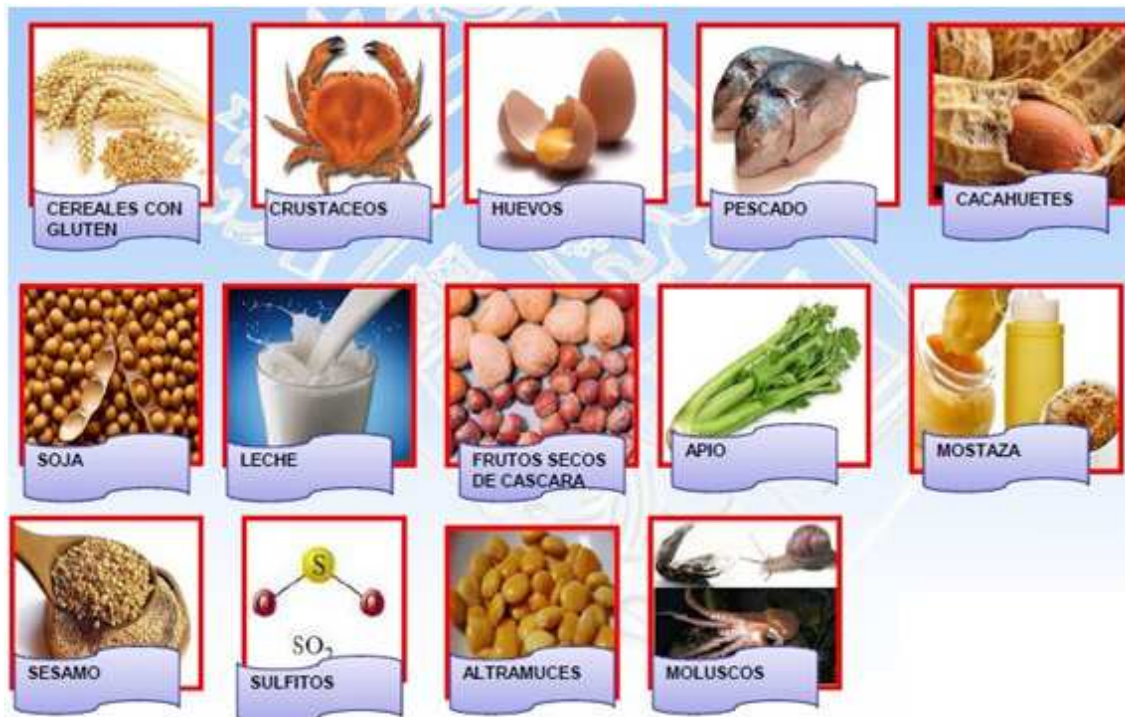 CEREALES CON
GLUTEN
CRUSTACEOS
HUEVOS
PESCADO
CACAHUETES
SOJA
LECHE
FRUTOS SECOS
DE CASCARA
APIO
MOSTAZA
SESAMO
S
SO2
SULFITOS
ALTRAMUCES
MOLUSCOS